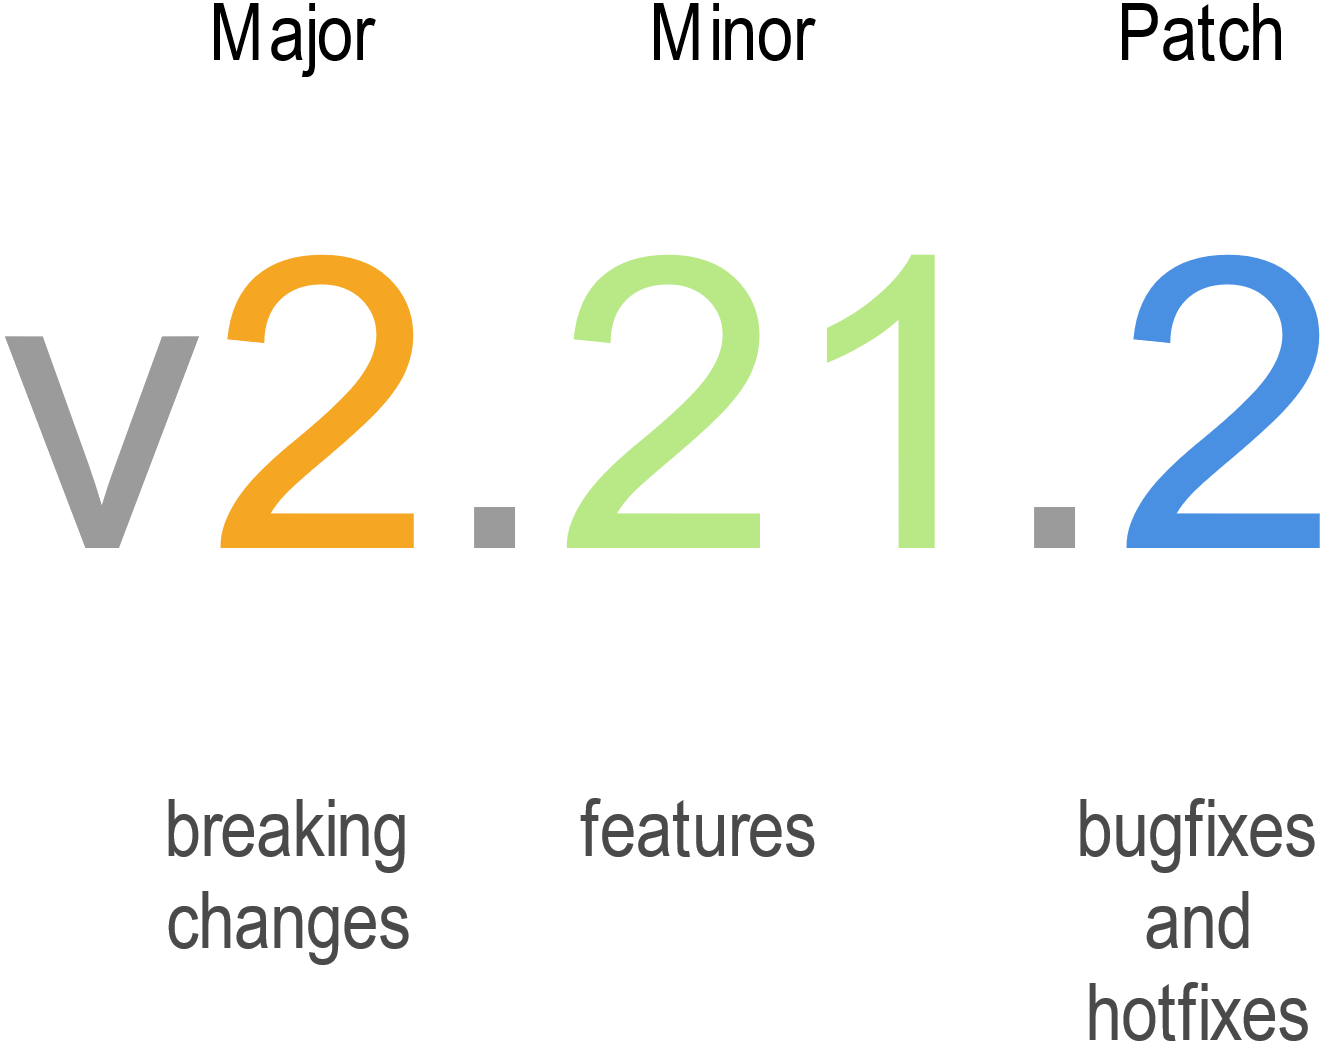 Major Minor Patch
v2.21.2
breaking changes
features
bugfixes and hotfixes